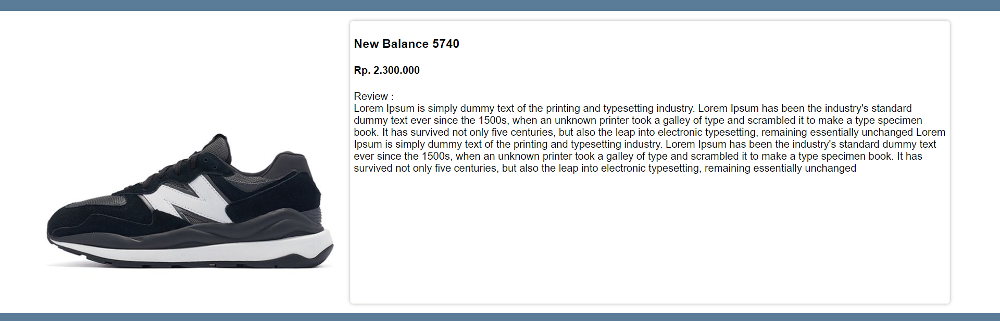 New Balance 5740
Rp. 2.300.000
Review :
Lorem Ipsum is simply dummy text of the printing and typesetting industry. Lorem Ipsum has been the industry's standard
dummy text ever since the 1500s, when an unknown printer took a galley of type and scrambled it to make a type specimen
book. It has survived not only five centuries, but also the leap into electronic typesetting, remaining essentially unchanged Lorem
Ipsum is simply dummy text of the printing and typesetting industry. Lorem Ipsum has been the industry's standard dummy text
ever since the 1500s, when an unknown printer took a galley of type and scrambled it to make a type specimen book. It has
survived not only five centuries, but also the leap into electronic typesetting, remaining essentially unchanged